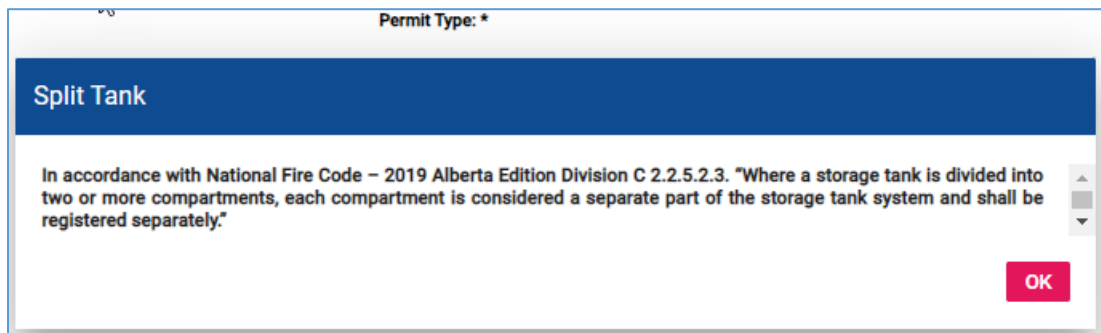 Permit Type: *
Split Tank
In accordance with National Fire Code – 2019 Alberta Edition Division C 2.2.5.2.3. “Where a storage tank is divided into
two or more compartments, each compartment is considered a separate part of the storage tank system and shall be
registered separately.”
OK